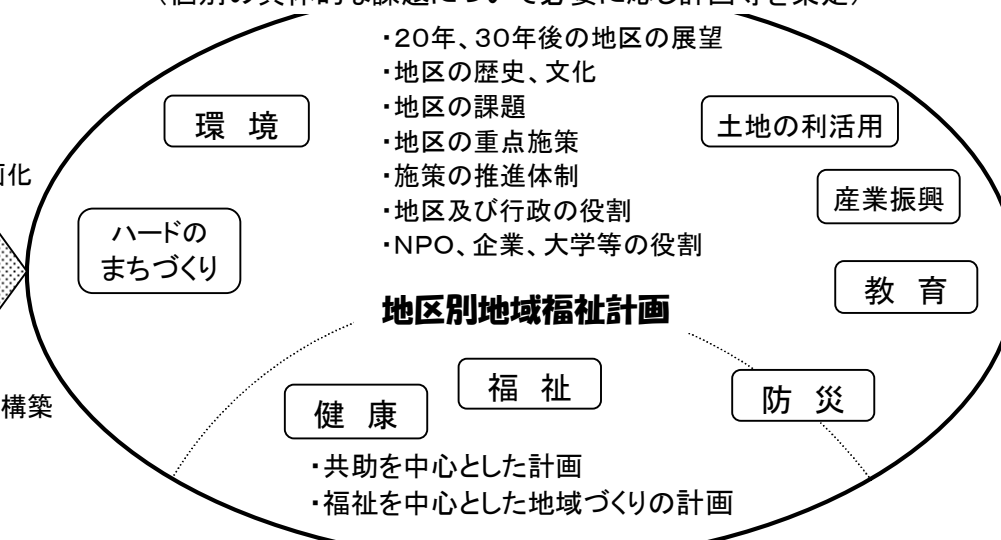 (個別の具体的な課題について必要に応じ計画等を策定)
・20年、30年後の地区の展望
・地区の歴史、文化
・地区の課題
・地区の重点施策
・施策の推進体制
・地区及び行政の役割
・NPO、企業、大学等の役割
環 境
土地の利活用
産業振興
画化
ハードの
まちづくり
教 育
地区別地域福祉計画
福 祉
防 災
健 康
構築
・共助を中心とした計画
・福祉を中心とした地域づくりの計画